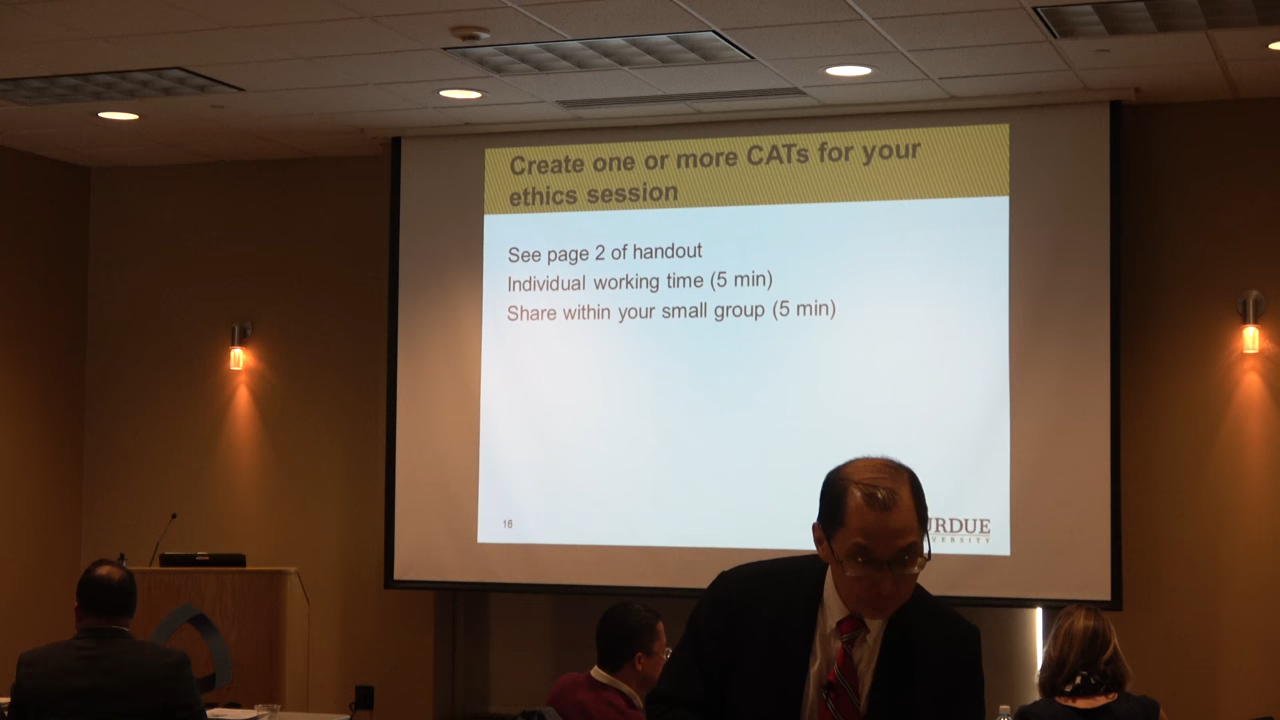 Create one or more CATs for your
ethics session
See page 2 of handout
Individual working time (5 min)
Share within your small group (5 min)
16